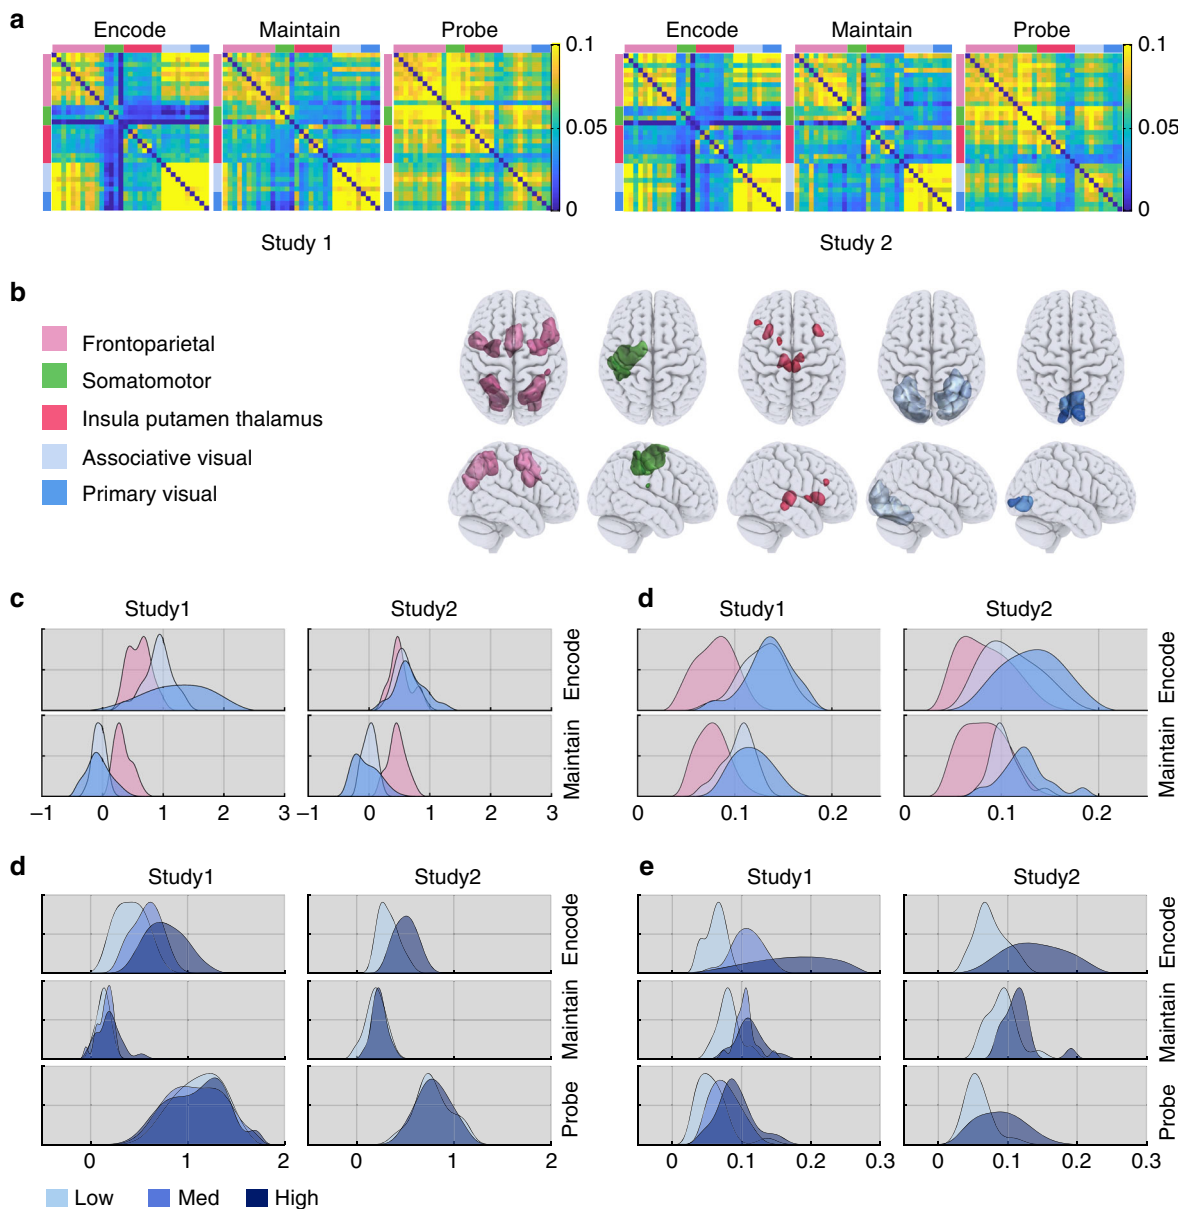 a
Encode Maintain Probe
0.1
0.05
0
Study 1
Encode Maintain Probe
0.1
0.05
0
Study 2
b
Frontoparietal
Somatomotor
Insula putamen thalamus
Associative visual
Primary visual
c
Study1 Study2
Encode
Maintain
–1 0 1 2 3 –1 0 1 2 3
d
Study1 Study2
Encode
Maintain
0 0.1 0.2 0 0.1 0.2
d
Study1 Study2
Encode
Maintain
Probe
0 1 2 0 1 2
Low Med High
e
Study1 Study2
Encode
Maintain
Probe
0 0.1 0.2 0.3 0 0.1 0.2 0.3